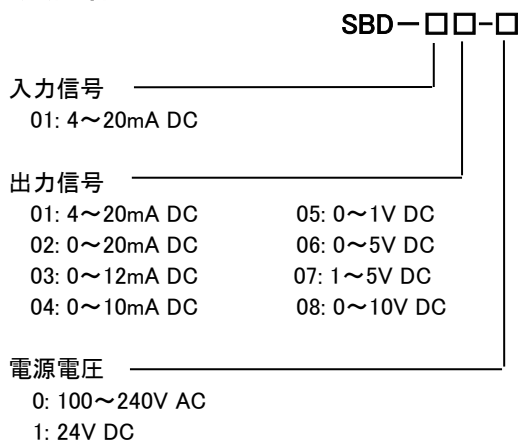 SBD－□□-□
入力信号
01: 4～20mA DC
出力信号
01: 4～20mA DC 05: 0～1V DC
02: 0～20mA DC 06: 0～5V DC
03: 0～12mA DC 07: 1～5V DC
04: 0～10mA DC 08: 0～10V DC
電源電圧
0: 100～240V AC
1: 24V DC